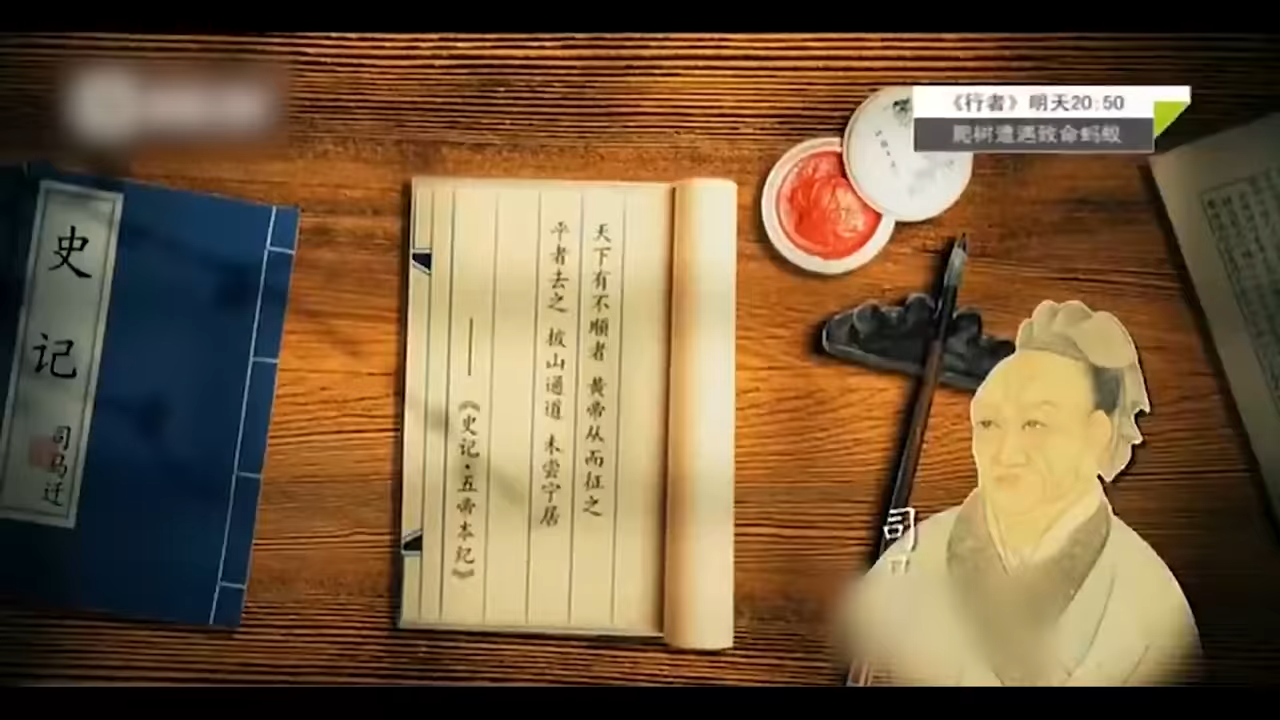 《行者》明天20:50
爬树遭遇致命蚂蚁
史记
司马迁
天下有不顺者 黄帝从而征之
平者去之 披山通道 未尝宁居
——《史记·五帝本纪》
司